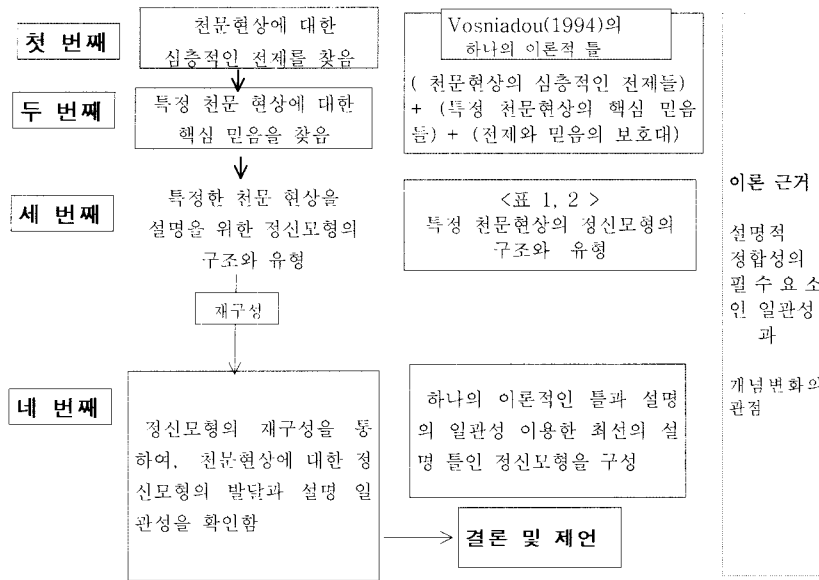 첫 번째
천문현상에 대한
심층적인 전제를 찾음
Vosniadou(1994)의
하나의 이론적 틀
( 천문현상의 심층적인 전제들)
+ (특정 천문현상의 핵심 믿음
들) + (전제와 믿음의 보호대)
두 번째
특정 천문 현상에 대한
핵심 믿음을 찾음
세 번째
특정한 천문 현상을
설명을 위한 정신모형의
구조와 유형
<표 1, 2 >
특정 천문현상의 정신모형의
구조와 유형
재구성
네 번째
정신모형의 재구성을 통
하여, 천문현상에 대한 정
신모형의 발달과 설명 일
관성을 확인함
하나의 이론적인 틀과 설명
의 일관성 이용한 최선의 설
명 틀인 정신모형을 구성
결론 및 제언
이론 근거
설명적
정합성의
필 수 요 소
인 일관성
과
개념변화의
관점